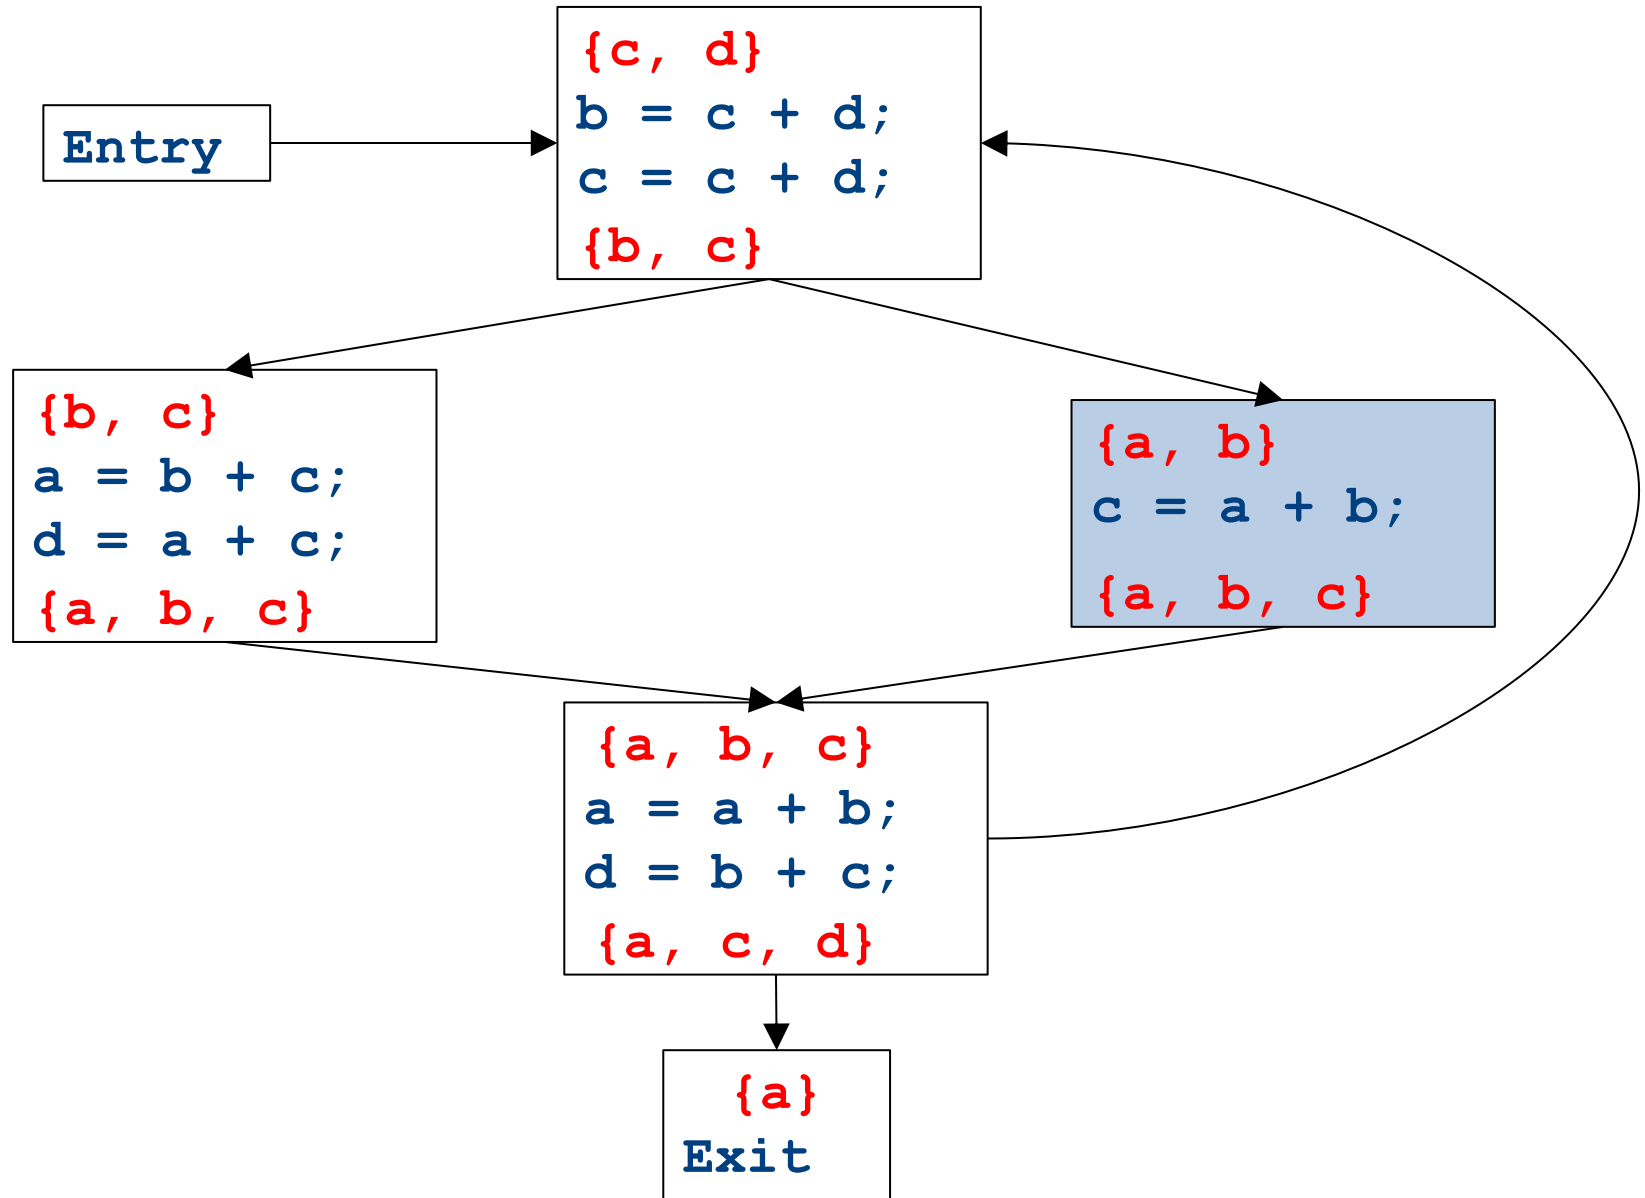 {c, d}
b = c + d;
c = c + d;
{b, c}
Entry
{b, c}
a = b + c;
d = a + c;
{a, b, c}
{a, b}
c = a + b;
{a, b, c}
{a, b, c}
a = a + b;
d = b + c;
{a, c, d}
{a}
Exit